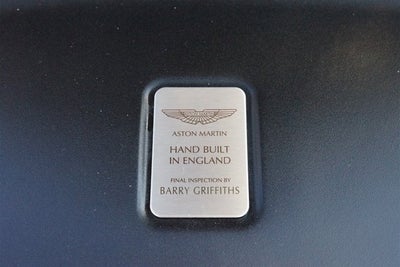 ASTON MARTIN
HAND BUILT
IN ENGLAND
FINAL INSPECTION BY
BARRY GRIFFITHS